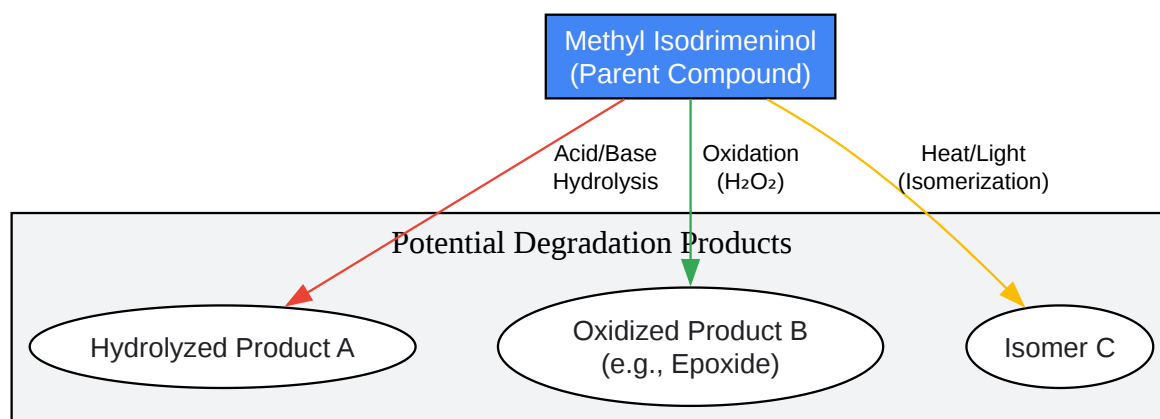 Methyl Isodrimeninol
(Parent Compound)
Acid/Base
Hydrolysis
Oxidation
(H₂O₂)
Heat/Light
(Isomerization)
Potential Degradation Products
Hydrolyzed Product A
Oxidized Product B
(e.g., Epoxide)
Isomer C